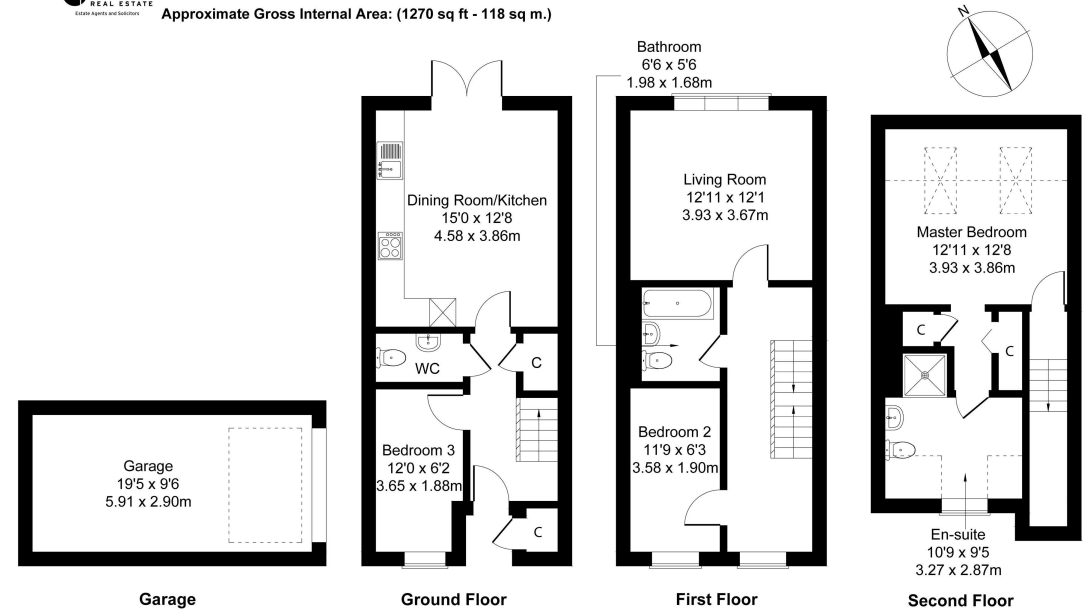 REAL ESTATE
Estate Agents and Solicitors
Approximate Gross Internal Area: (1270 sq ft - 118 sq m.)
N
Bathroom
6'6 x 5'6
1.98 x 1.68m
Dining Room/Kitchen
15'0 x 12'8
4.58 x 3.86m
Living Room
12'11 x 12'1
3.93 x 3.67m
Master Bedroom
12'11 x 12'8
3.93 x 3.86m
WC
C
C
C
Bedroom 3
12'0 x 6'2
3.65 x 1.88m
Bedroom 2
11'9 x 6'3
3.58 x 1.90m
Garage
19'5 x 9'6
5.91 x 2.90m
C
En-suite
10'9 x 9'5
3.27 x 2.87m
Garage
Ground Floor
First Floor
Second Floor